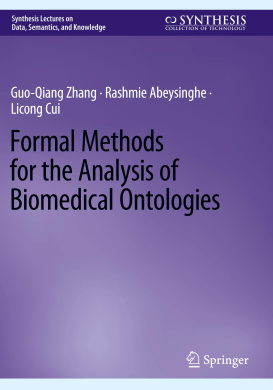 Synthesis Lectures on
Data, Semantics, and Knowledge
SYNTHESIS
COLLECTION OF TECHNOLOGY
Guo-Qiang Zhang · Rashmie Abeysinghe ·
Licong Cui
Formal Methods
for the Analysis of
Biomedical Ontologies
Springer